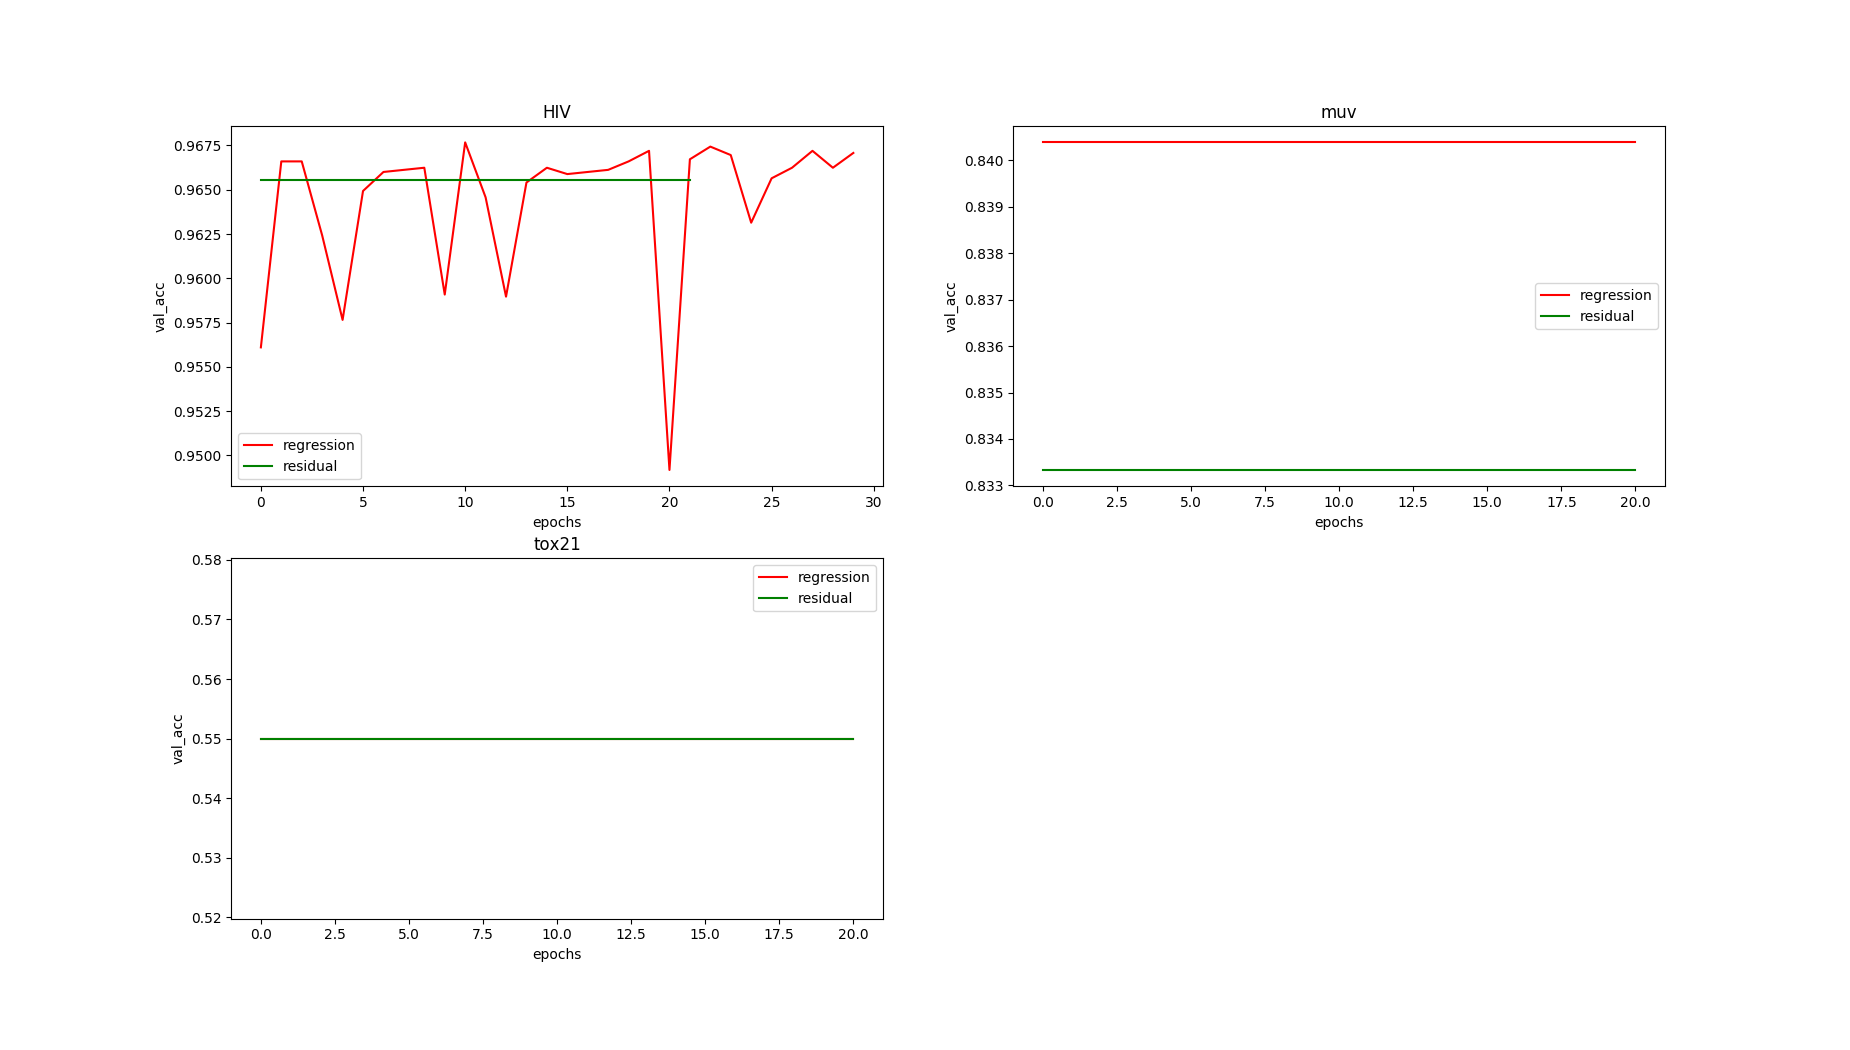 HIV
0.9675
0.9650
0.9625
0.9600
0.9575
0.9550
0.9525
0.9500
val_acc
regression
residual
0 5 10 15 20 25 30
epochs
muv
0.840
0.839
0.838
0.837
0.836
0.835
0.834
0.833
val_acc
regression
residual
0.0 2.5 5.0 7.5 10.0 12.5 15.0 17.5 20.0
epochs
tox21
0.58
0.57
0.56
0.55
0.54
0.53
0.52
val_acc
regression
residual
0.0 2.5 5.0 7.5 10.0 12.5 15.0 17.5 20.0
epochs